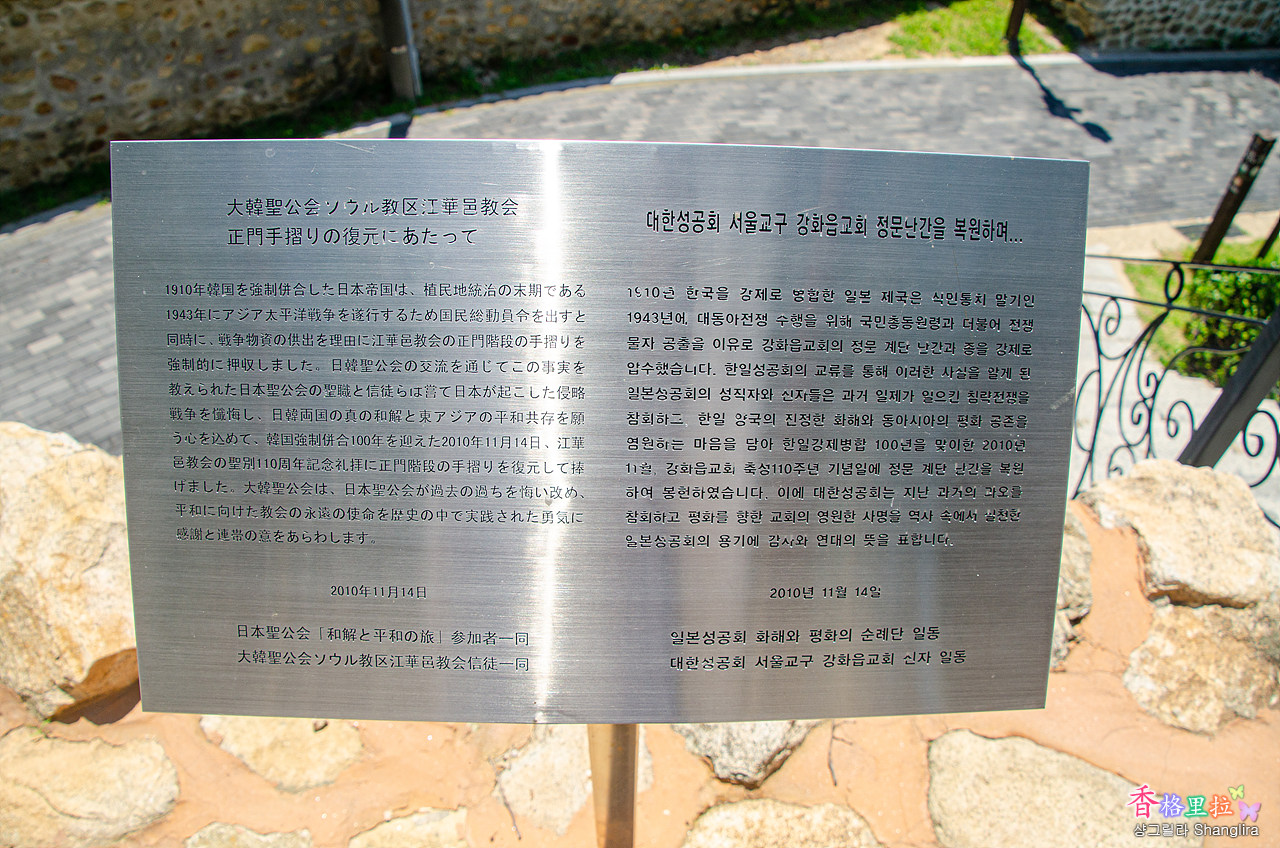 大韓聖公会ソウル教区江華邑教会
正門手摺りの復元にあたって
1910年韓国を強制併合した日本帝国は、植民地統治の末期である
1943年にアジア太平洋戦争を遂行するため国民総動員令を出すと
同時に、戦争物資の供出を理由に江華邑教会の正門階段の手摺りを
強制的に押収しました。日韓聖公会の交流を通じてこの事実を
教えられた日本聖公会の聖職と信徒らは嘗て日本が起こした侵略
戦争を懺悔し、日韓両国の真の和解と東アジアの平和共存を願
う心を込めて、韓国強制併合100年を迎えた2010年11月14日、江華
邑教会の聖別110周年記念礼拝に正門階段の手摺りを復元して捧
げました。大韓聖公会は、日本聖公会が過去の過ちを悔い改め、
平和に向けた教会の永遠の使命を歴史の中で実践された勇気に
感謝と連帯の意をあらわします。
2010年11月14日
日本聖公会「和解と平和の旅」参加者一同
大韓聖公会ソウル教区江華邑教会信徒一同
대한성공회 서울교구 강화읍교회 정문난간을 복원하며...
1910년 한국을 강제로 병합한 일본 제국은 식민통치 말기인
1943년에, 대동아전쟁 수행을 위해 국민총동원령과 더불어 전쟁
물자 공출을 이유로 강화읍교회의 정문 계단 난간과 종을 강제로
압수했습니다. 한일성공회의 교류를 통해 이러한 사실을 알게 된
일본성공회의 성직자와 신자들은 과거 일제가 일으킨 침략전쟁을
참회하고, 한일 양국의 진정한 화해와 동아시아의 평화 공존을
영원하는 마음을 담아 한일강제병합 100년을 맞이한 2010년
11월, 강화읍교회 축성110주년 기념일에 정문 계단 난간을 복원
하여 봉헌하였습니다. 이에 대한성공회는 지난 과거의 과오를
참회하고 평화를 향한 교회의 영원한 사명을 역사 속에서 실천한
일본성공회의 용기에 감사와 연대의 뜻을 표합니다.
2010년 11월 14일
일본성공회 화해와 평화의 순례단 일동
대한성공회 서울교구 강화읍교회 신자 일동
香格里拉
샹그릴라 Shanglira